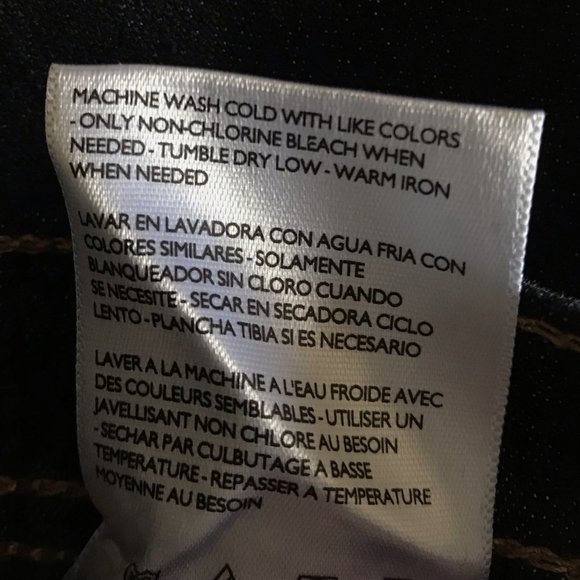 MACHINE WASH COLD WITH LIKE COLORS
- ONLY NON-CHLORINE BLEACH WHEN
NEEDED - TUMBLE DRY LOW - WARM IRON
WHEN NEEDED
LAVAR EN LAVADORA CON AGUA FRIA CON
COLORES SIMILARES - SOLAMENTE
BLANQUEADOR SIN CLORO CUANDO
SE NECESITE - SECAR EN SECADORA CICLO
LENTO - PLANCHA TIBIA SI ES NECESARIO
LAVER A LA MACHINE A L'EAU FROIDE AVEC
DES COULEURS SEMBLABLES - UTILISER UN
JAVELLISANT NON CHLORE AU BESOIN
- SECHAR PAR CULBUTAGE A BASSE
TEMPERATURE - REPASSER A TEMPERATURE
MOYENNE AU BESOIN